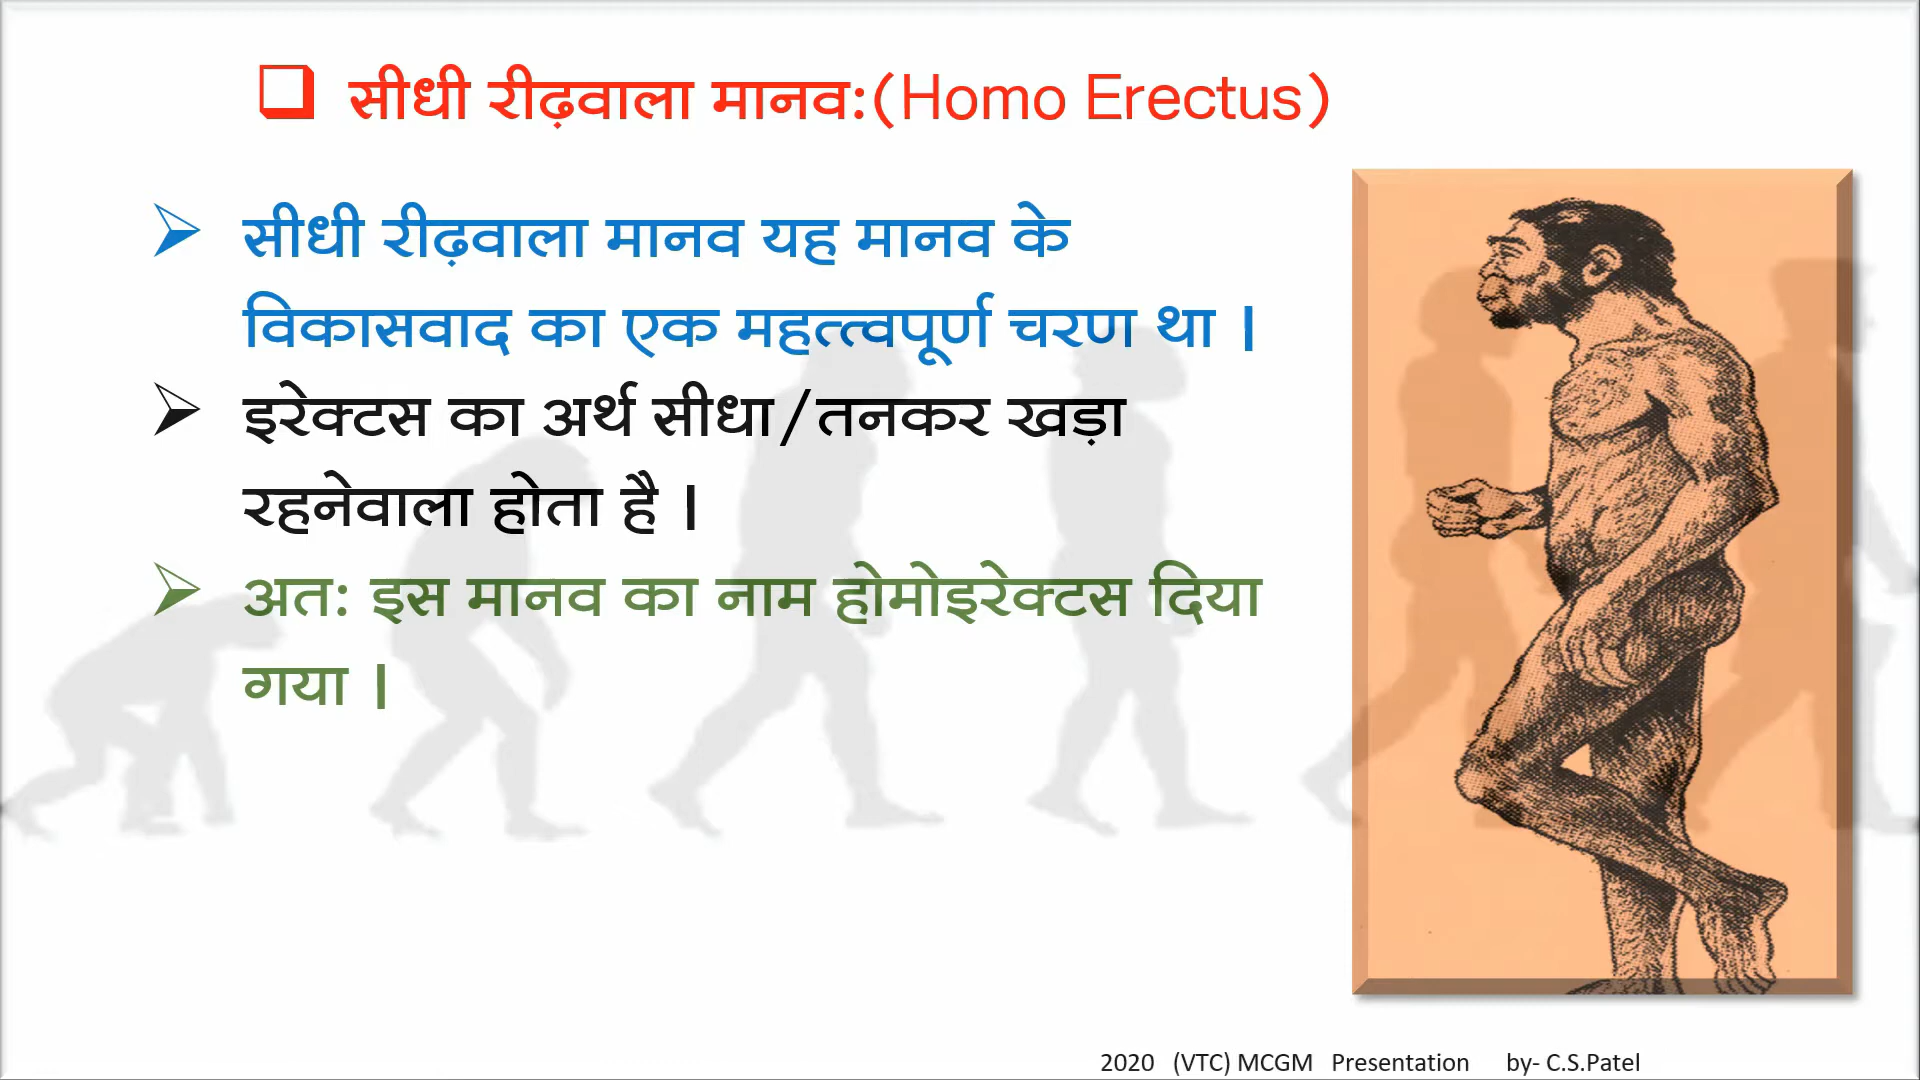 सीधी रीढ़वाला मानव:(Homo Erectus)
सीधी रीढ़वाला मानव यह मानव के
विकासवाद का एक महत्त्वपूर्ण चरण था ।
इरेक्टस का अर्थ सीधा/तनकर खड़ा
रहनेवाला होता है ।
अत: इस मानव का नाम होमोइरेक्टस दिया
गया ।
2020 (VTC) MCGM Presentation by- C.S.Patel